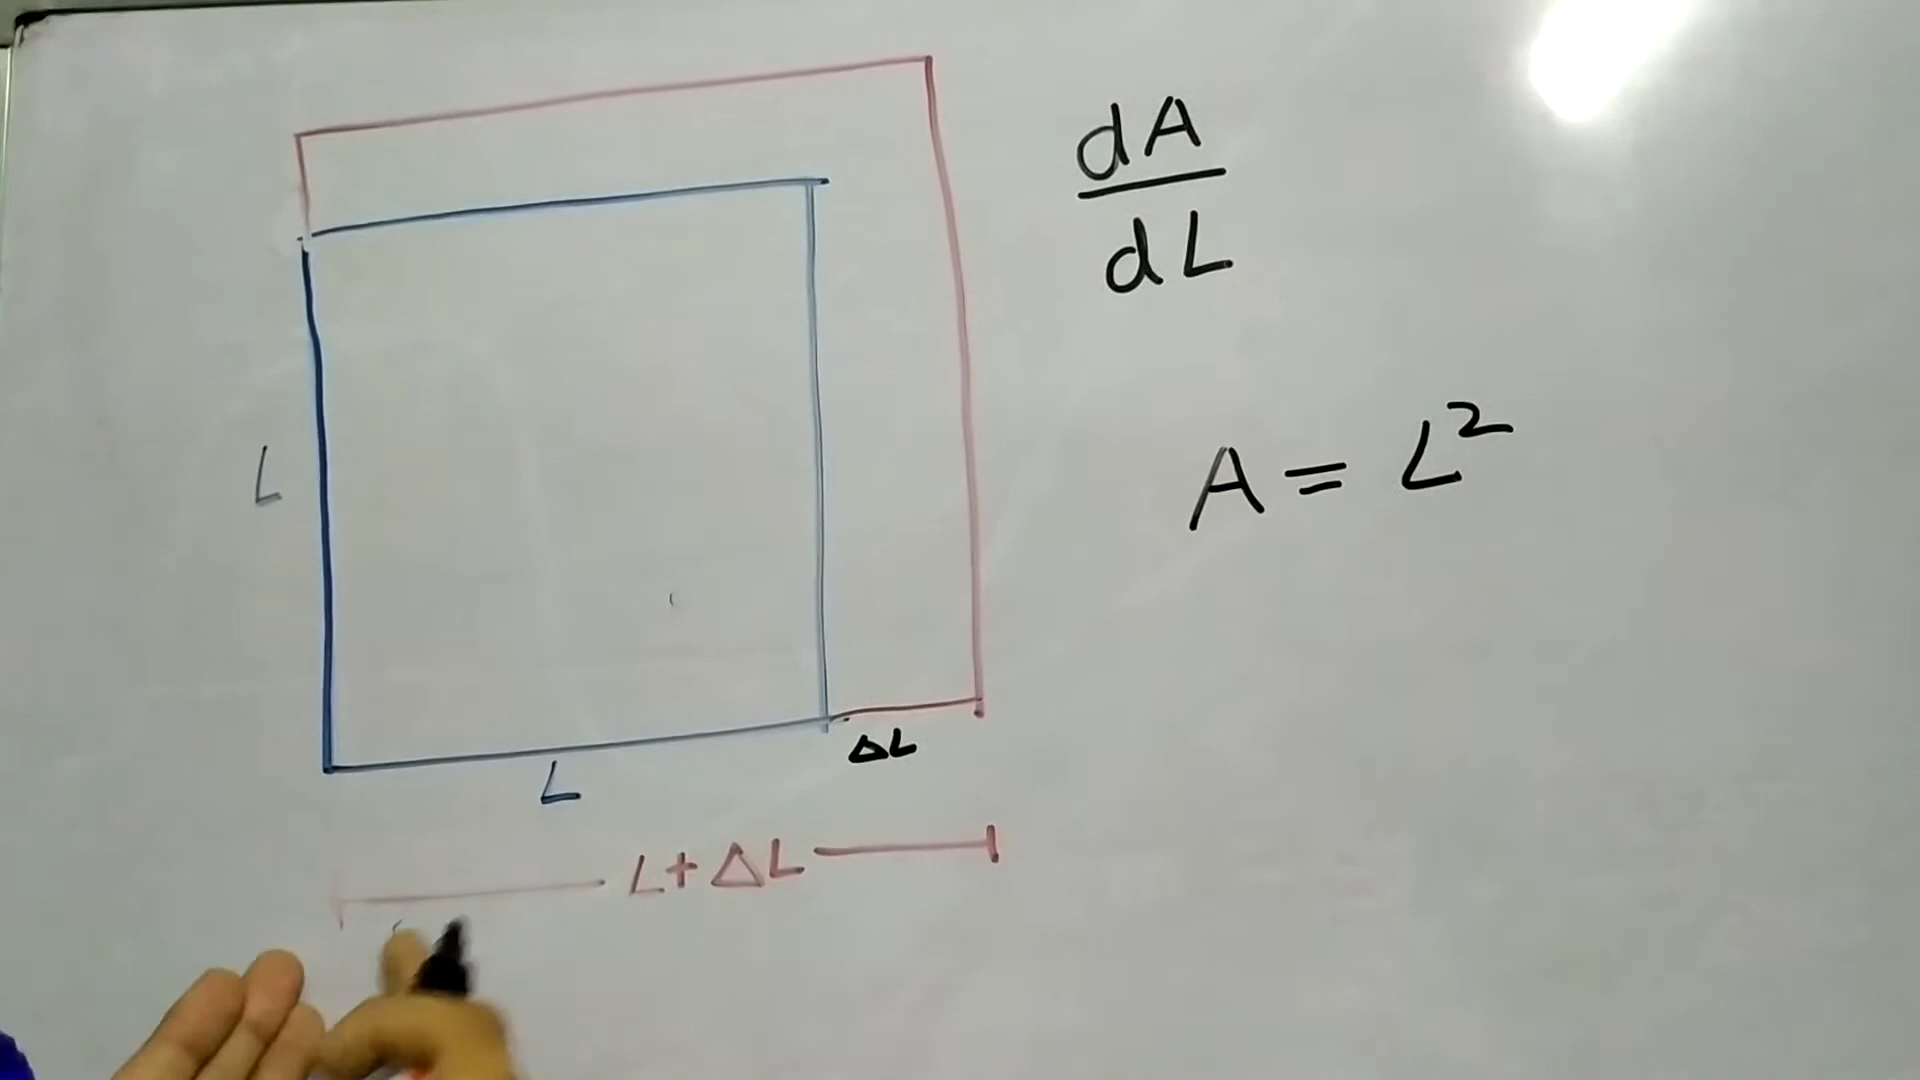 dA
dL
A = L²
L
L
ΔL
L + ΔL